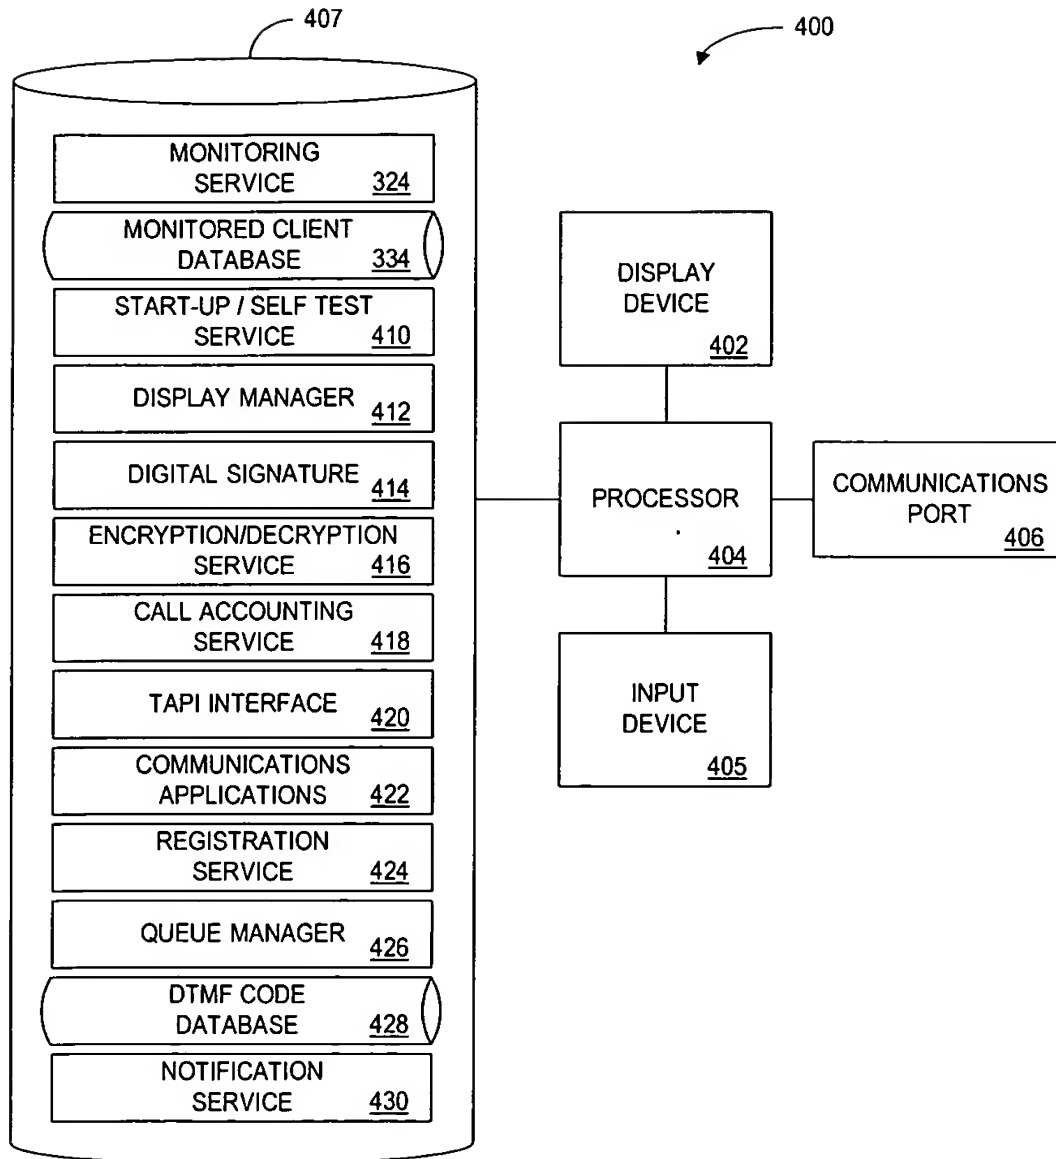 407
400
MONITORING
SERVICE 324
MONITORED CLIENT
DATABASE 334
START-UP / SELF TEST
SERVICE 410
DISPLAY MANAGER 412
DIGITAL SIGNATURE 414
ENCRYPTION/DECRYPTION
SERVICE 416
CALL ACCOUNTING
SERVICE 418
TAPI INTERFACE 420
COMMUNICATIONS
APPLICATIONS 422
REGISTRATION
SERVICE 424
QUEUE MANAGER 426
DTMF CODE
DATABASE 428
NOTIFICATION
SERVICE 430
DISPLAY
DEVICE
402
PROCESSOR
404
COMMUNICATIONS
PORT
406
INPUT
DEVICE
405